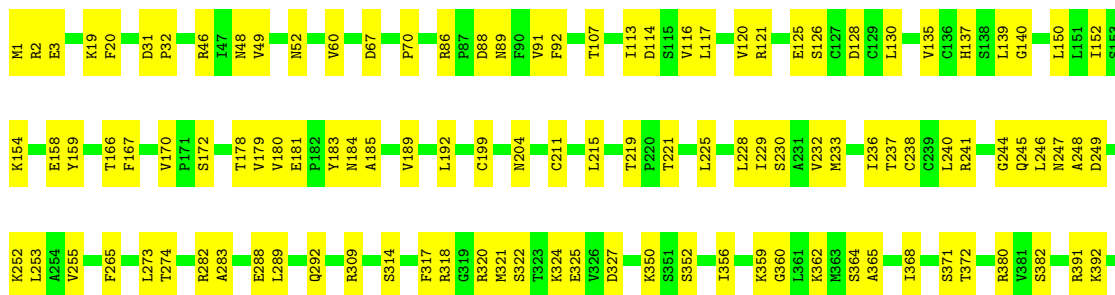 M1 R2 E3 K19 F20 D31 P32 R46 I47 N48 V49 N52 V60 D67 P70 R86 P87 D88 N89 F90 V91 F92 T107 I113 D114 S115 V116 L117 V120 R121 E125 S126 C127 D128 C129 L130 V135 C136 H137 S138 L139 G140 L150 L151 I152 S153
K154 E158 Y159 T166 F167 V170 P171 S172 T178 V179 V180 E181 P182 Y183 N184 A185 V189 L192 C199 N204 C211 L215 T219 P220 T221 L225 L228 I229 S230 A231 V232 M233 I236 T237 C238 C239 L240 R241 G244 Q245 L246 N247 A248 D249
K252 L253 A254 V255 F265 L273 T274 R282 A283 E288 L289 Q292 R309 S314 F317 R318 G319 R320 M321 S322 T323 K324 E325 V326 D327 K350 S351 S352 I356 K359 G360 L361 K362 M363 S364 A365 I368 S371 T372 R380 V381 S382 R391 K392